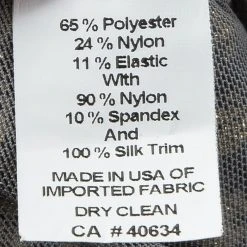 65 % Polyester
24 % Nylon
11 % Elastic
With
90 % Nylon
10 % Spandex
And
100 % Silk Trim
MADE IN USA OF
IMPORTED FABRIC
DRY CLEAN
CA # 40634